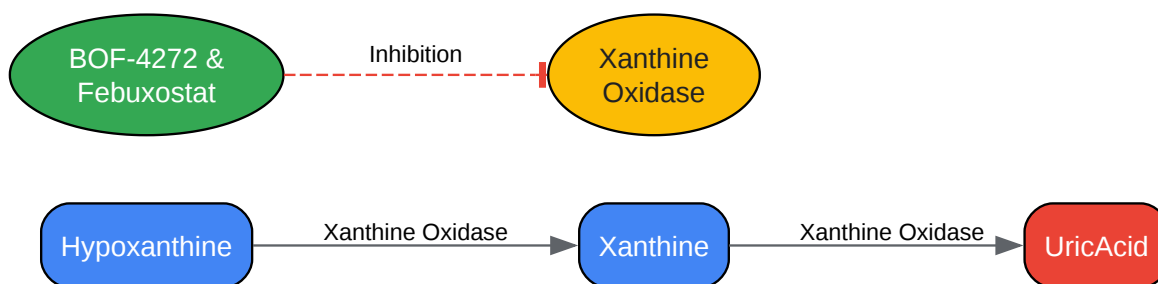 BOF-4272 &
Febuxostat
Inhibition
Xanthine
Oxidase
Hypoxanthine
Xanthine Oxidase
Xanthine
Xanthine Oxidase
UricAcid